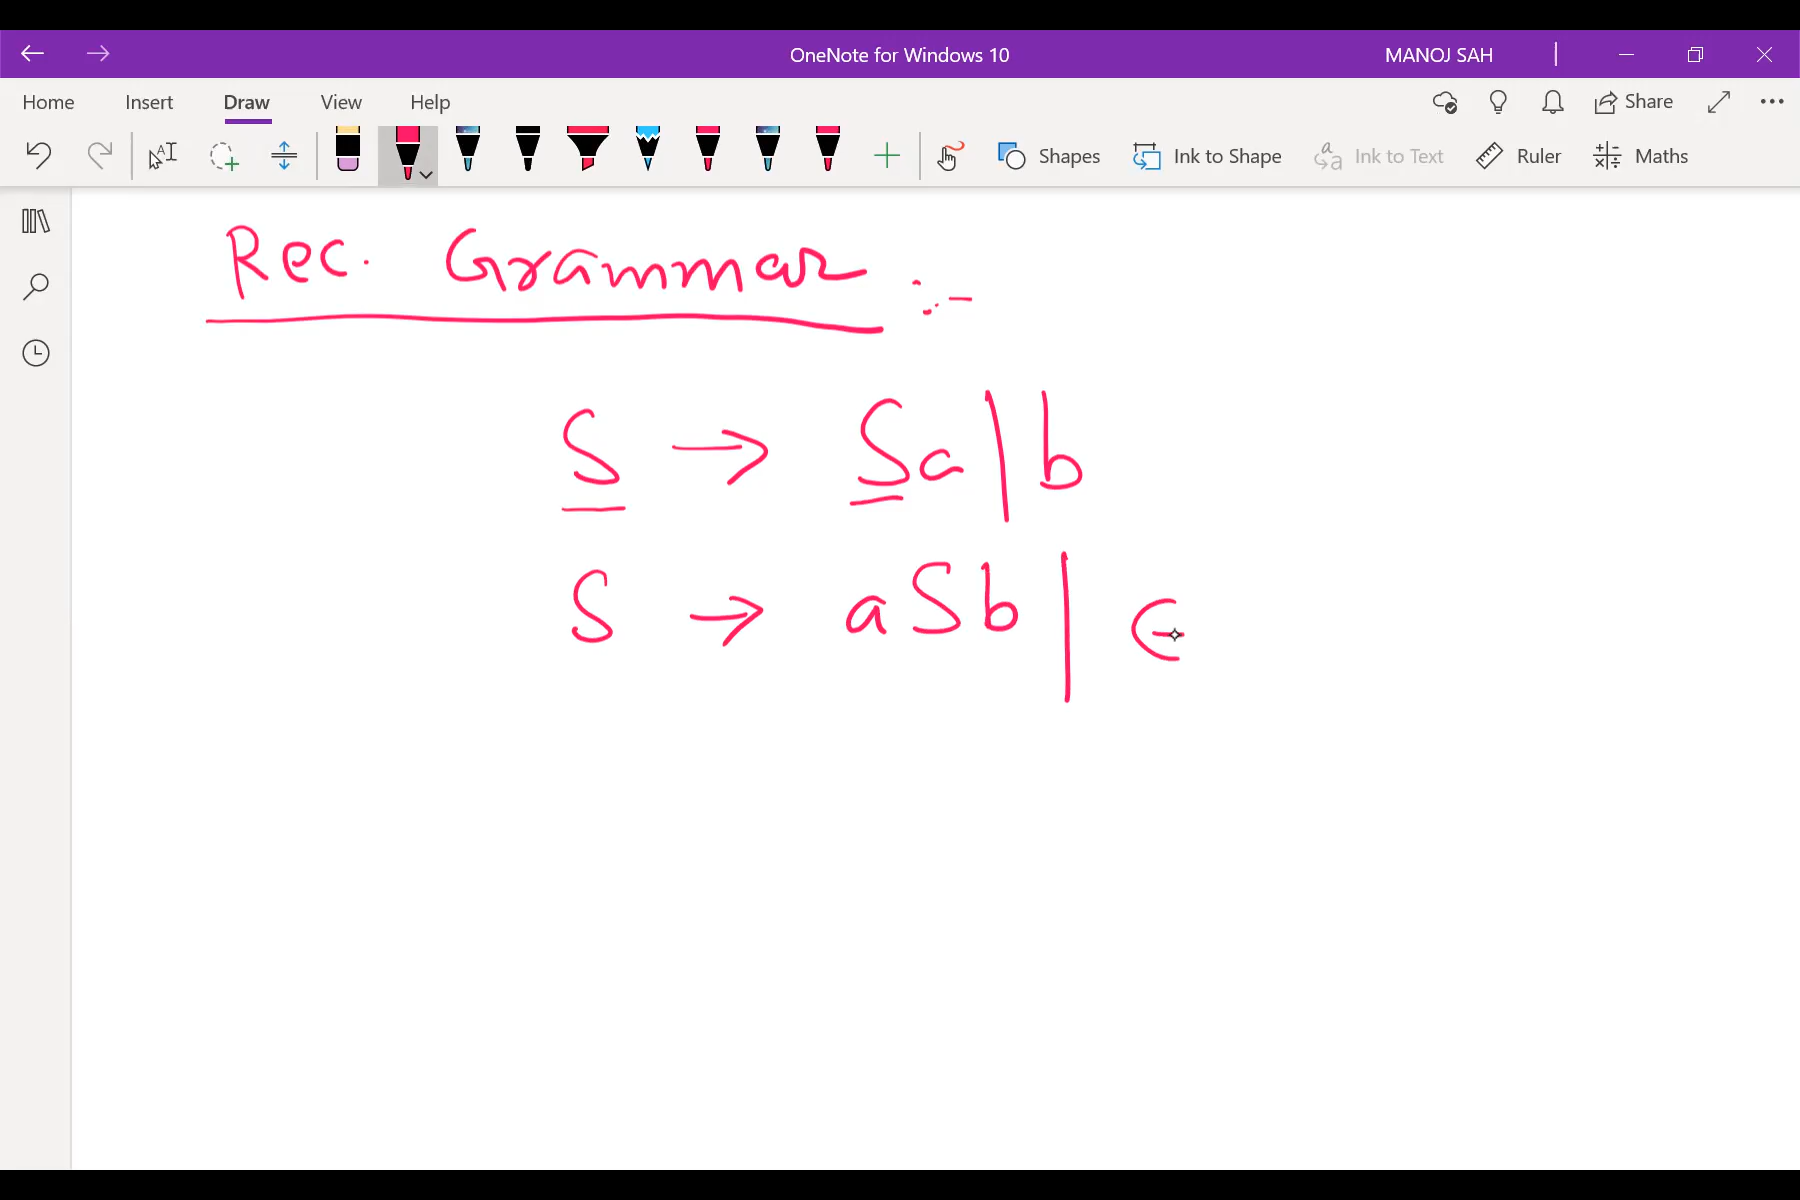 OneNote for Windows 10
MANOJ SAH
Home Insert Draw View Help
Share
Shapes Ink to Shape Ink to Text Ruler Maths
Rec. Grammar :-
S → Sa | b
S → aSb | ϵ